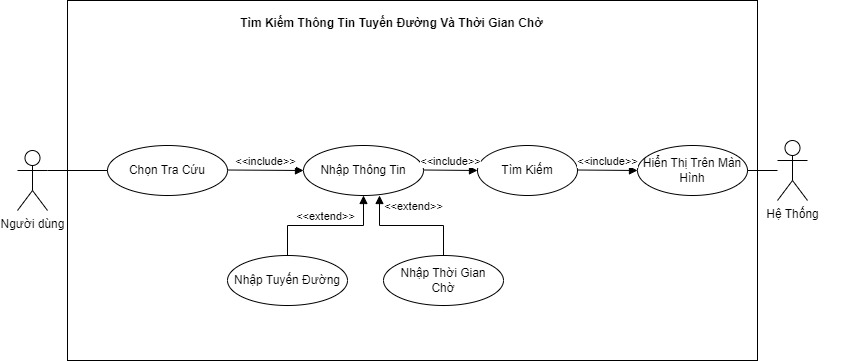 Tìm Kiếm Thông Tin Tuyến Đường Và Thời Gian Chờ
Người dùng
Chọn Tra Cứu
<<include>>
Nhập Thông Tin
<<include>>
Tìm Kiếm
<<include>>
Hiển Thị Trên Màn
Hình
Hệ Thống
<<extend>>
<<extend>>
Nhập Tuyến Đường
Nhập Thời Gian
Chờ